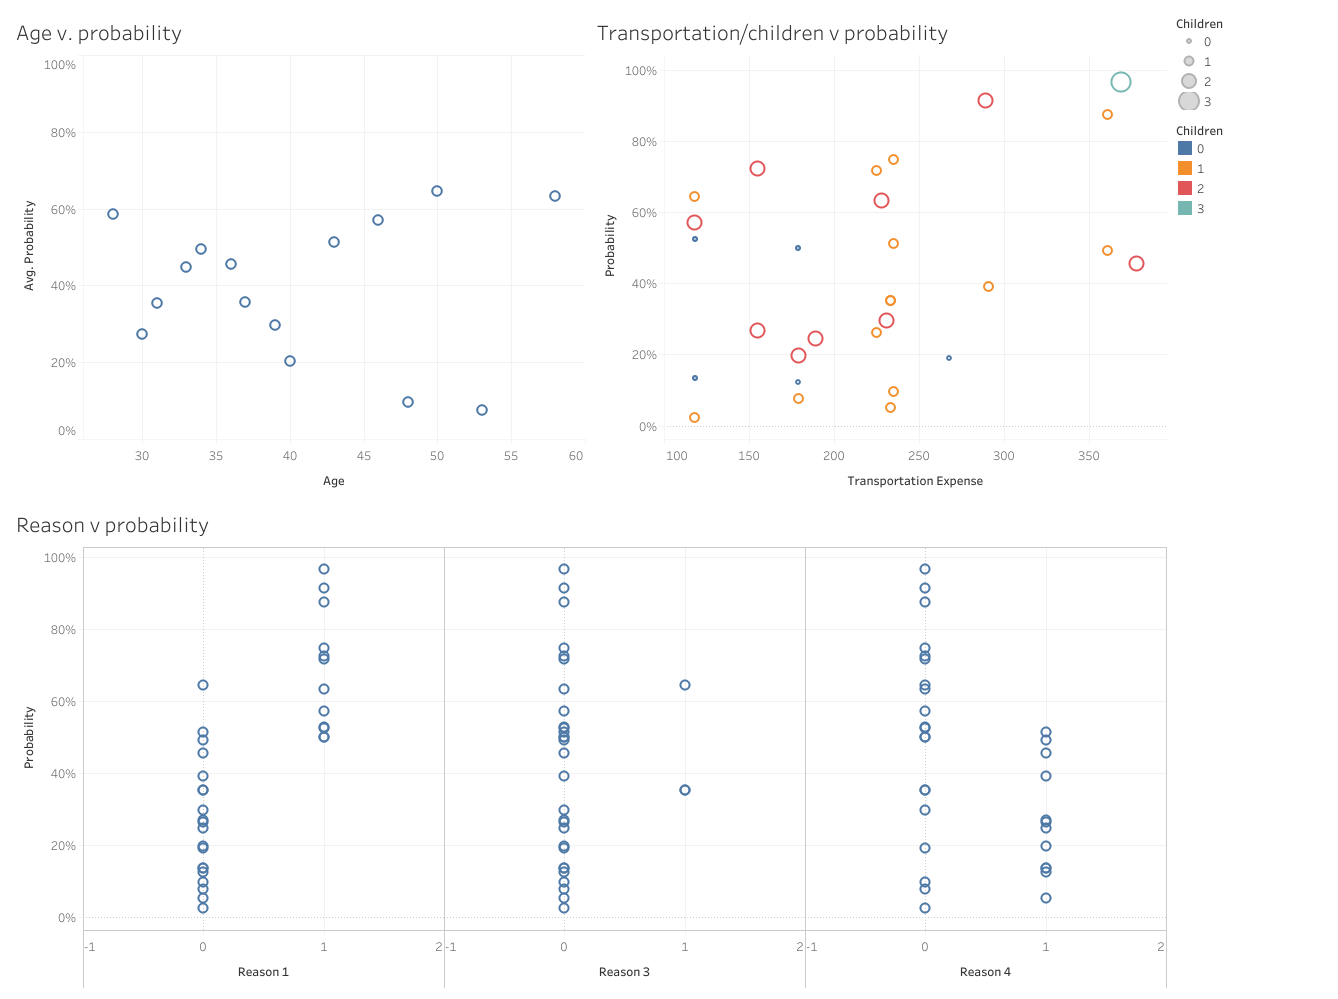 Age v. probability
100%
80%
60%
40%
20%
0%
Avg. Probability
30 35 40 45 50 55 60
Age
Transportation/children v probability
100%
80%
60%
40%
20%
0%
Probability
100 150 200 250 300 350
Transportation Expense
Children
0
1
2
3
Children
0
1
2
3
Reason v probability
100%
80%
60%
40%
20%
0%
Probability
-1 0 1 2 -1 0 1 2 -1 0 1 2
Reason 1 Reason 3 Reason 4